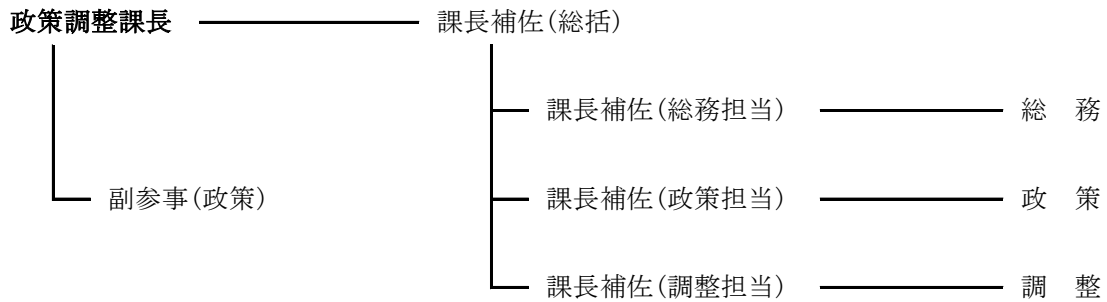 政策調整課長 課長補佐(総括)
課長補佐(総務担当) 総　務
副参事(政策) 課長補佐(政策担当) 政　策
課長補佐(調整担当) 調　整